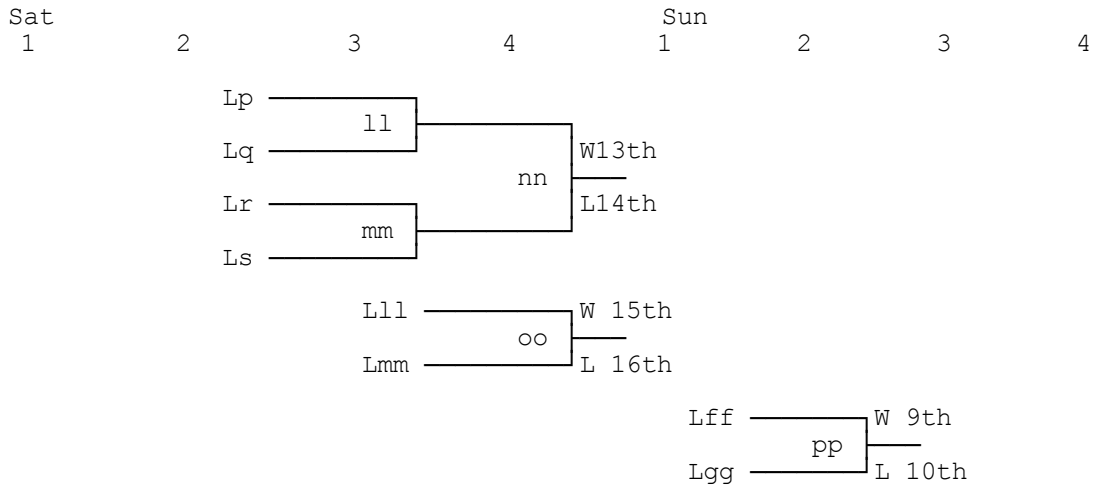 Sat Sun
1 2 3 4 1 2 3 4
Lp
ll
Lq W13th
nn
Lr L14th
mm
Ls
Lll W 15th
oo
Lmm L 16th
Lff W 9th
pp
Lgg L 10th